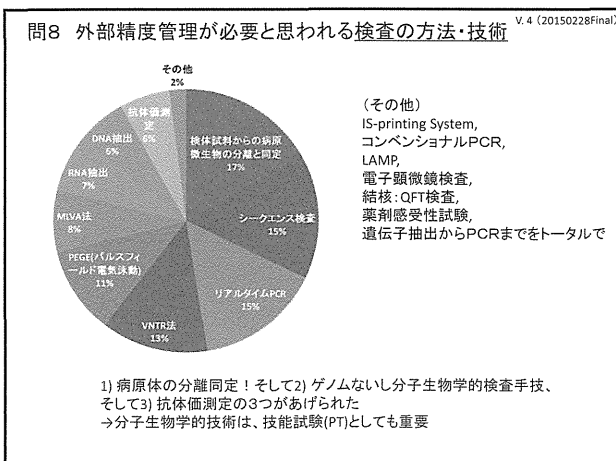 V. 4 (20150228Final)
問8 外部精度管理が必要と思われる検査の方法・技術
その他
2%
抗体価測
定
6%
DNA抽出
6%
RNA抽出
7%
MLVA法
8%
PEGE(パルスフィ
ールド電気泳動)
11%
VNTR法
13%
リアルタイムPCR
15%
シークエンス検査
15%
検体試料からの病原
微生物の分離と同定
17%
(その他)
IS-printing System,
コンベンショナルPCR,
LAMP,
電子顕微鏡検査,
結核:QFT検査,
薬剤感受性試験,
遺伝子抽出からPCRまでをトータルで
1) 病原体の分離同定!そして2) ゲノムないし分子生物学的検査手技、
そして3) 抗体価測定の3つがあげられた
→分子生物学的技術は、技能試験(PT)としても重要